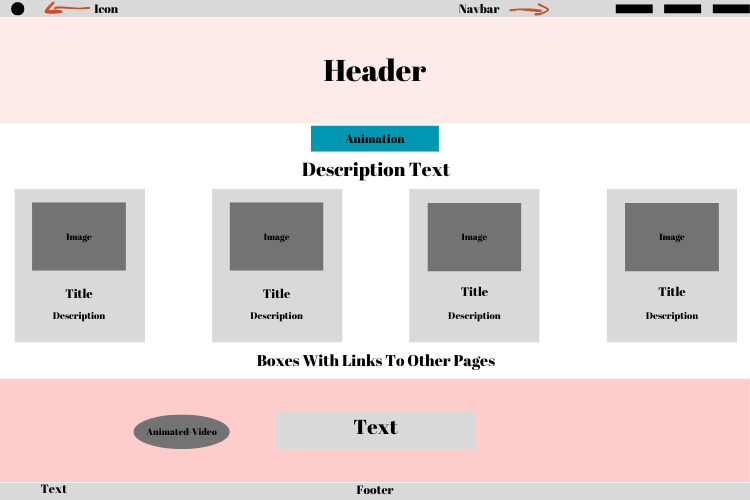 Icon
Navbar
Header
Animation
Description Text
Image
Image
Image
Image
Title
Title
Title
Title
Description
Description
Description
Description
Boxes With Links To Other Pages
Animated-Video
Text
Text
Footer